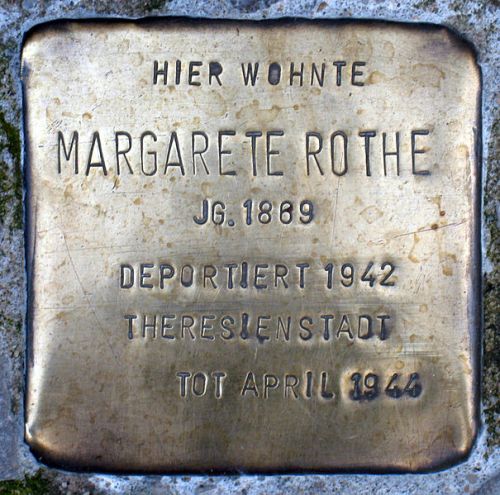 HIER WOHNTE
MARGARETE ROTHE
JG. 1869
DEPORTIERT 1942
THERESIENSTADT
TOT APRIL 1944